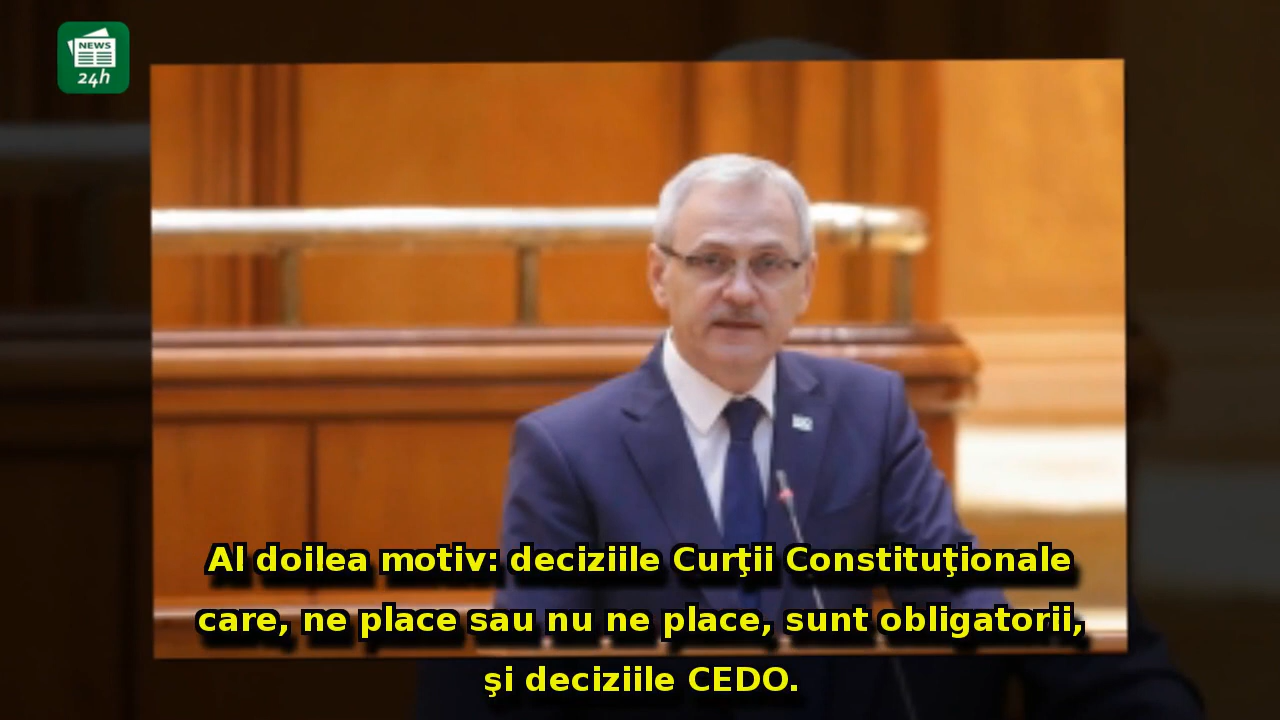 NEWS
24h
Al doilea motiv: deciziile Curţii Constituţionale
care, ne place sau nu ne place, sunt obligatorii,
şi deciziile CEDO.